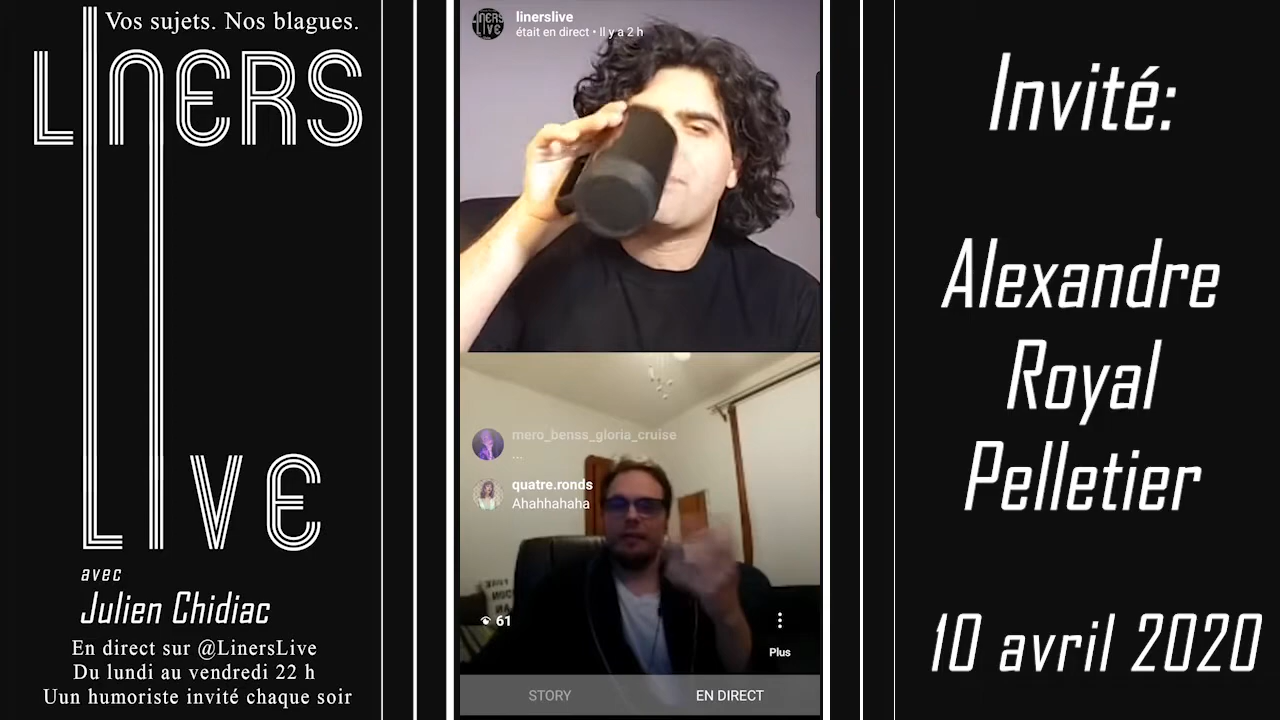 Vos sujets. Nos blagues.
LINERS
LIVE
avec
Julien Chidiac
En direct sur @LinersLive
Du lundi au vendredi 22 h
Uun humoriste invité chaque soir
LINERS
LIVE
linerslive
était en direct • Il y a 2 h
mero_benss_gloria_cruise
...
quatre.ronds
Ahahhahaha
61
Plus
STORY
EN DIRECT
Invité:
Alexandre
Royal
Pelletier
10 avril 2020